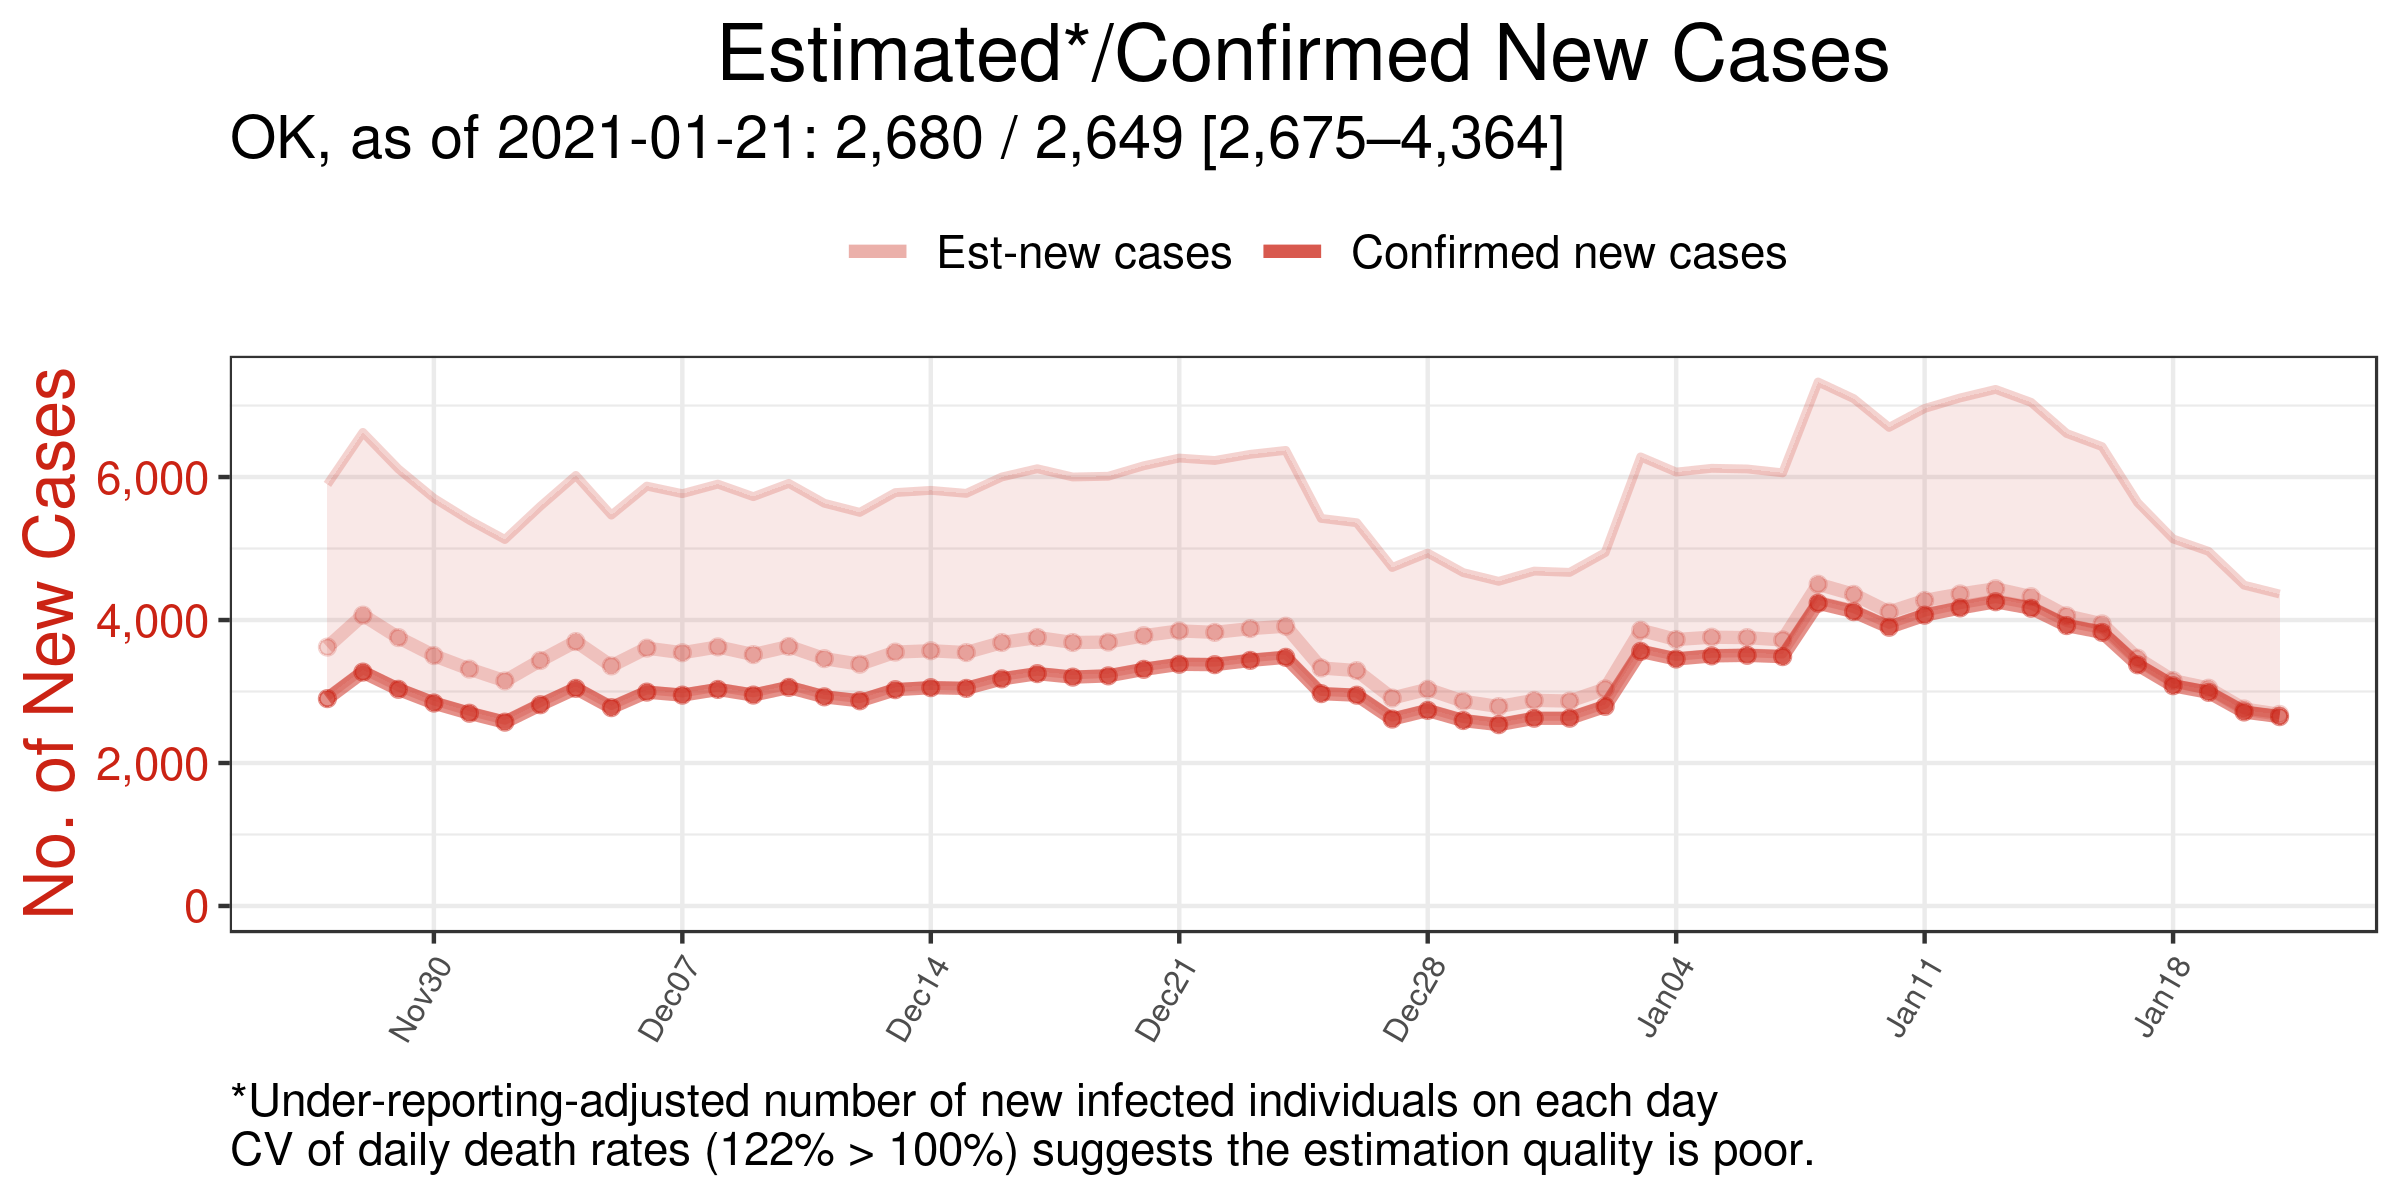 Estimated*/Confirmed New Cases
OK, as of 2021-01-21: 2,680 / 2,649 [2,675–4,364]
Est-new cases
Confirmed new cases
No. of New Cases
6,000
4,000
2,000
0
Nov30
Dec07
Dec14
Dec21
Dec28
Jan04
Jan11
Jan18
*Under-reporting-adjusted number of new infected individuals on each day
CV of daily death rates (122% > 100%) suggests the estimation quality is poor.